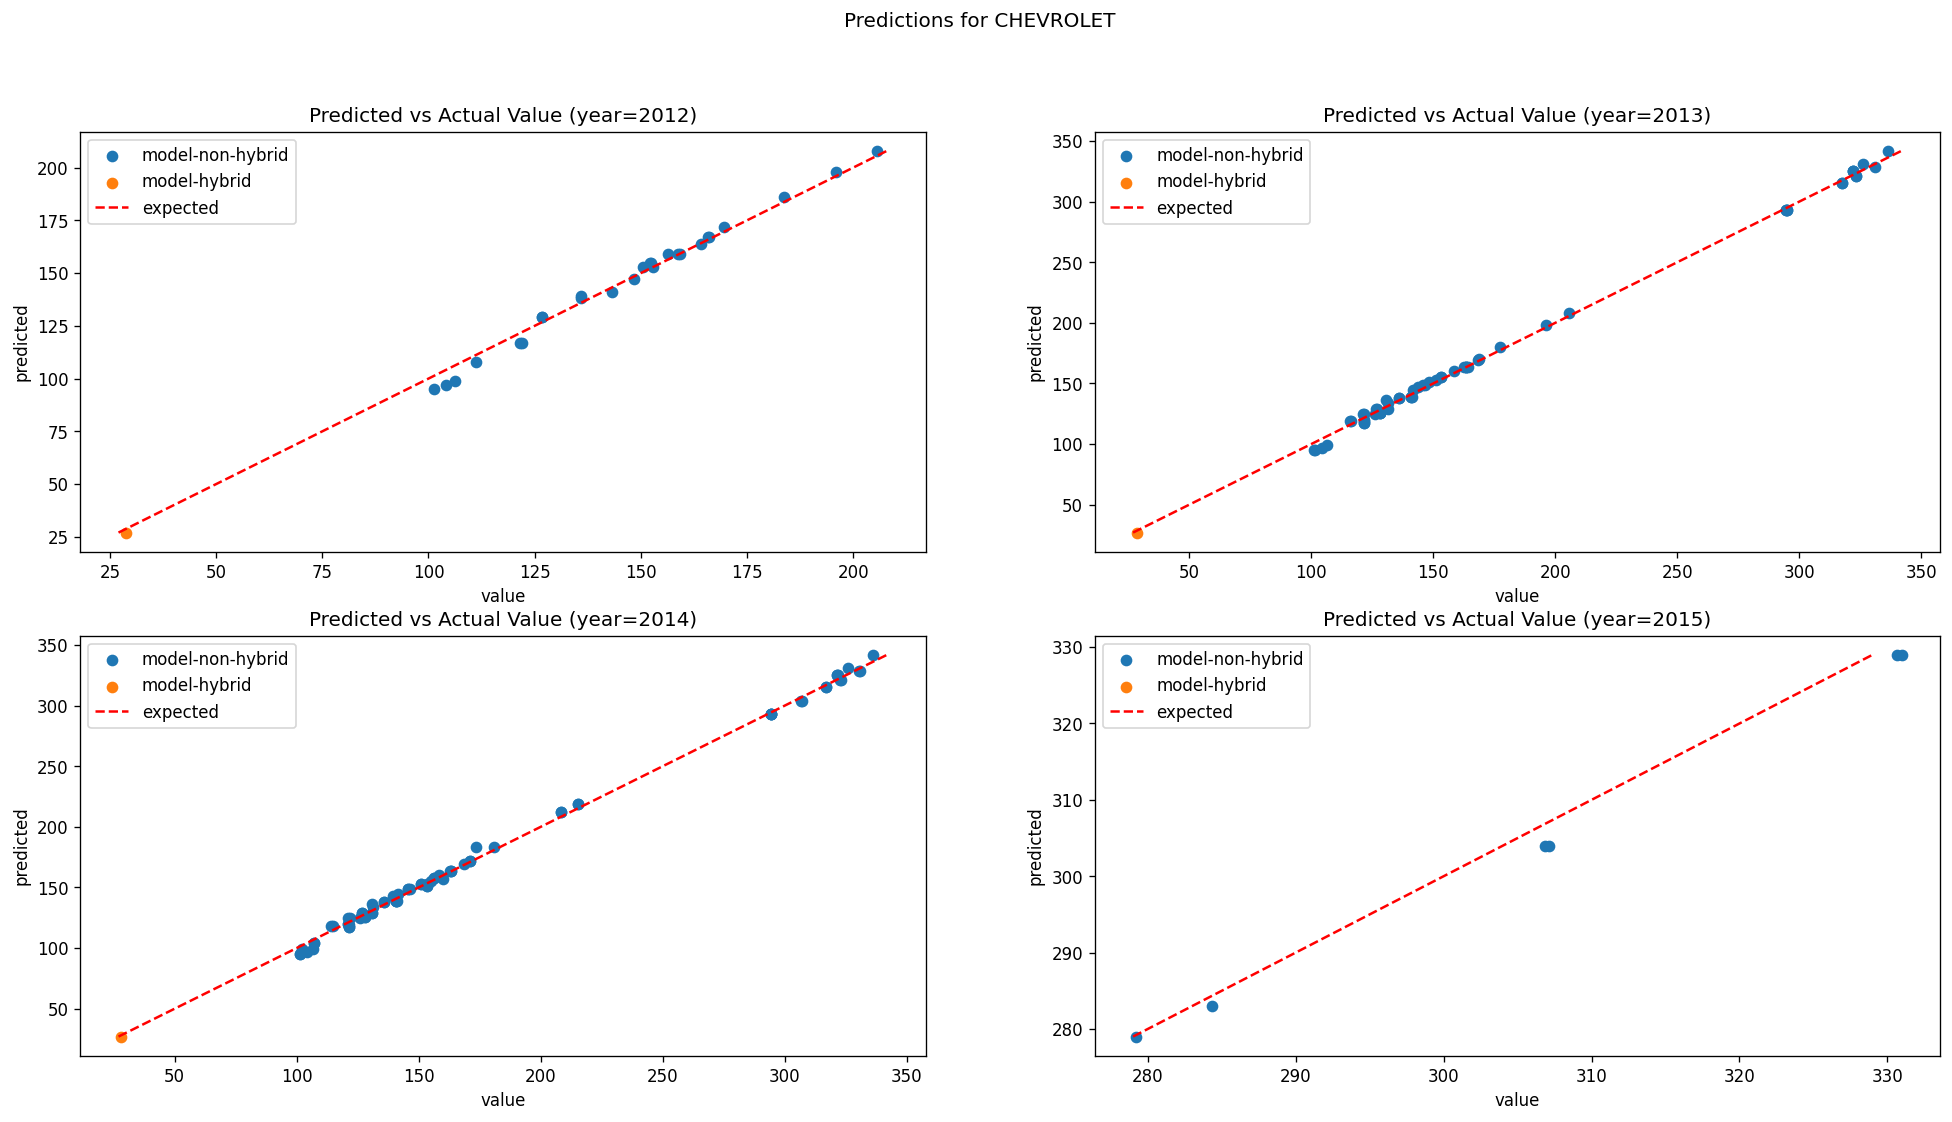 Predictions for CHEVROLET
Predicted vs Actual Value (year=2012)
model-non-hybrid
model-hybrid
expected
200
175
150
125
100
75
50
25
predicted
25 50 75 100 125 150 175 200
value
Predicted vs Actual Value (year=2013)
model-non-hybrid
model-hybrid
expected
350
300
250
200
150
100
50
predicted
50 100 150 200 250 300 350
value
Predicted vs Actual Value (year=2014)
model-non-hybrid
model-hybrid
expected
350
300
250
200
150
100
50
predicted
50 100 150 200 250 300 350
value
Predicted vs Actual Value (year=2015)
model-non-hybrid
model-hybrid
expected
330
320
310
300
290
280
predicted
280 290 300 310 320 330
value